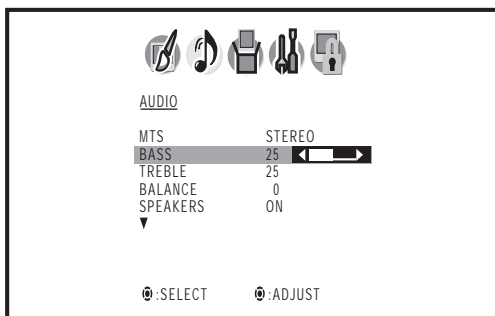 AUDIO
MTS STEREO
BASS 25
TREBLE 25
BALANCE 0
SPEAKERS ON
:SELECT :ADJUST